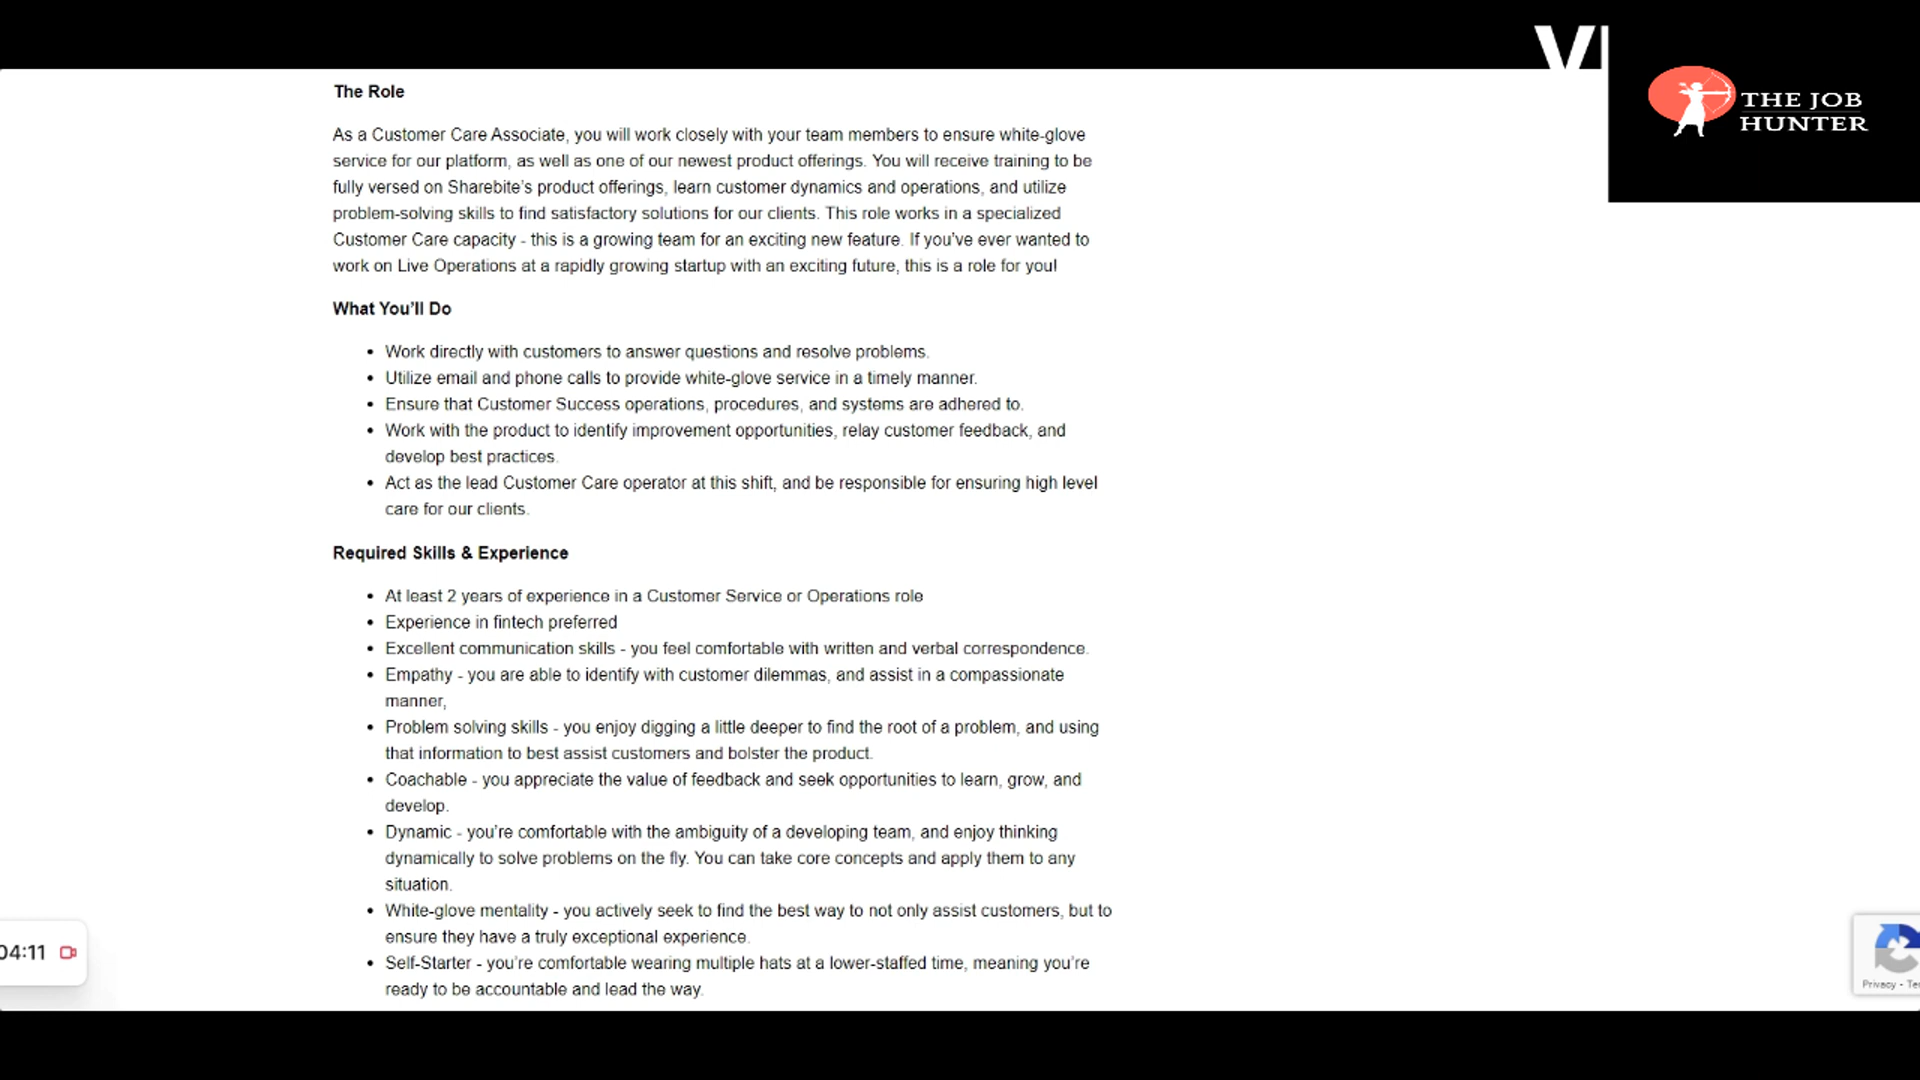 VI
THE JOB
HUNTER
The Role
As a Customer Care Associate, you will work closely with your team members to ensure white-glove
service for our platform, as well as one of our newest product offerings. You will receive training to be
fully versed on Sharebite's product offerings, learn customer dynamics and operations, and utilize
problem-solving skills to find satisfactory solutions for our clients. This role works in a specialized
Customer Care capacity - this is a growing team for an exciting new feature. If you've ever wanted to
work on Live Operations at a rapidly growing startup with an exciting future, this is a role for you!
What You'll Do
• Work directly with customers to answer questions and resolve problems.
• Utilize email and phone calls to provide white-glove service in a timely manner.
• Ensure that Customer Success operations, procedures, and systems are adhered to.
• Work with the product to identify improvement opportunities, relay customer feedback, and
develop best practices.
• Act as the lead Customer Care operator at this shift, and be responsible for ensuring high level
care for our clients.
Required Skills & Experience
• At least 2 years of experience in a Customer Service or Operations role
• Experience in fintech preferred
• Excellent communication skills - you feel comfortable with written and verbal correspondence.
• Empathy - you are able to identify with customer dilemmas, and assist in a compassionate
manner,
• Problem solving skills - you enjoy digging a little deeper to find the root of a problem, and using
that information to best assist customers and bolster the product.
• Coachable - you appreciate the value of feedback and seek opportunities to learn, grow, and
develop.
• Dynamic - you're comfortable with the ambiguity of a developing team, and enjoy thinking
dynamically to solve problems on the fly. You can take core concepts and apply them to any
situation.
• White-glove mentality - you actively seek to find the best way to not only assist customers, but to
ensure they have a truly exceptional experience.
• Self-Starter - you're comfortable wearing multiple hats at a lower-staffed time, meaning you're
ready to be accountable and lead the way.
04:11
Privacy - Te